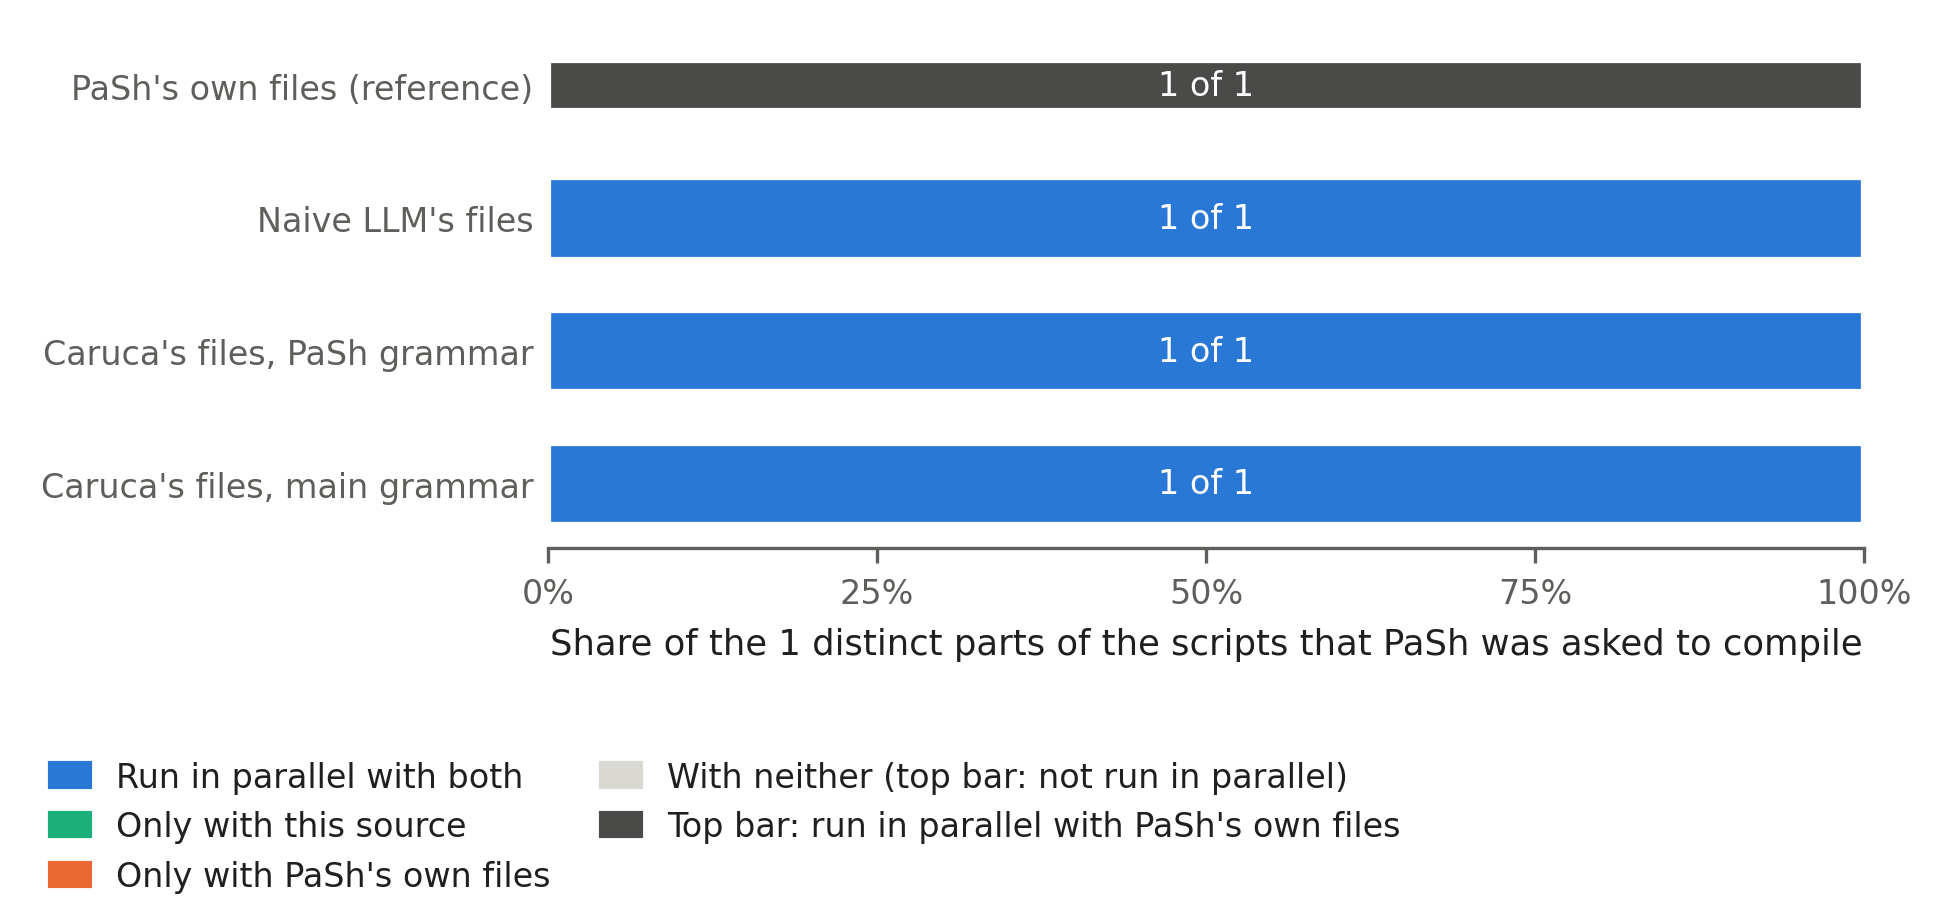 PaSh's own files (reference)
1 of 1
Naive LLM's files
1 of 1
Caruca's files, PaSh grammar
1 of 1
Caruca's files, main grammar
1 of 1
0% 25% 50% 75% 100%
Share of the 1 distinct parts of the scripts that PaSh was asked to compile
Run in parallel with both
Only with this source
Only with PaSh's own files
With neither (top bar: not run in parallel)
Top bar: run in parallel with PaSh's own files